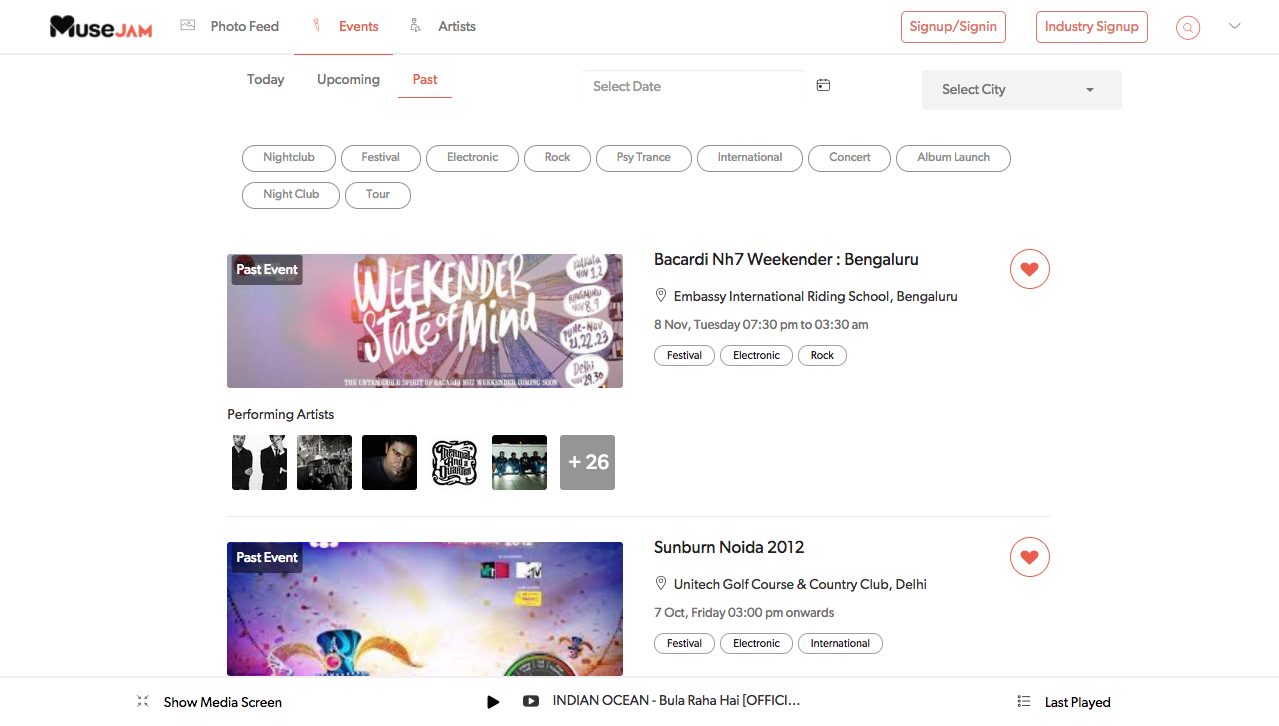 MUSEJAM
Photo Feed
Events
Artists
Signup/Signin
Industry Signup
Today
Upcoming
Past
Select Date
Select City
Nightclub
Festival
Electronic
Rock
Psy Trance
International
Concert
Album Launch
Night Club
Tour
Past Event
WEEKENDER
State of Mind
Kolkata
Nov 1,2
BENGALURU
Nov 8.9
PUNE-NOV
21,22,23
Delhi
Nov 29.30
THE UNTAMEABLE SPIRIT OF BACARDI NH7 WEEKENDER COMING SOON
Bacardi Nh7 Weekender : Bengaluru
Embassy International Riding School, Bengaluru
8 Nov, Tuesday 07:30 pm to 03:30 am
Festival
Electronic
Rock
Performing Artists
Thermal
And a
Quarter
+ 26
Past Event
2012
Sunburn Noida 2012
Unitech Golf Course & Country Club, Delhi
7 Oct, Friday 03:00 pm onwards
Festival
Electronic
International
Show Media Screen
INDIAN OCEAN - Bula Raha Hai [OFFICI...
Last Played